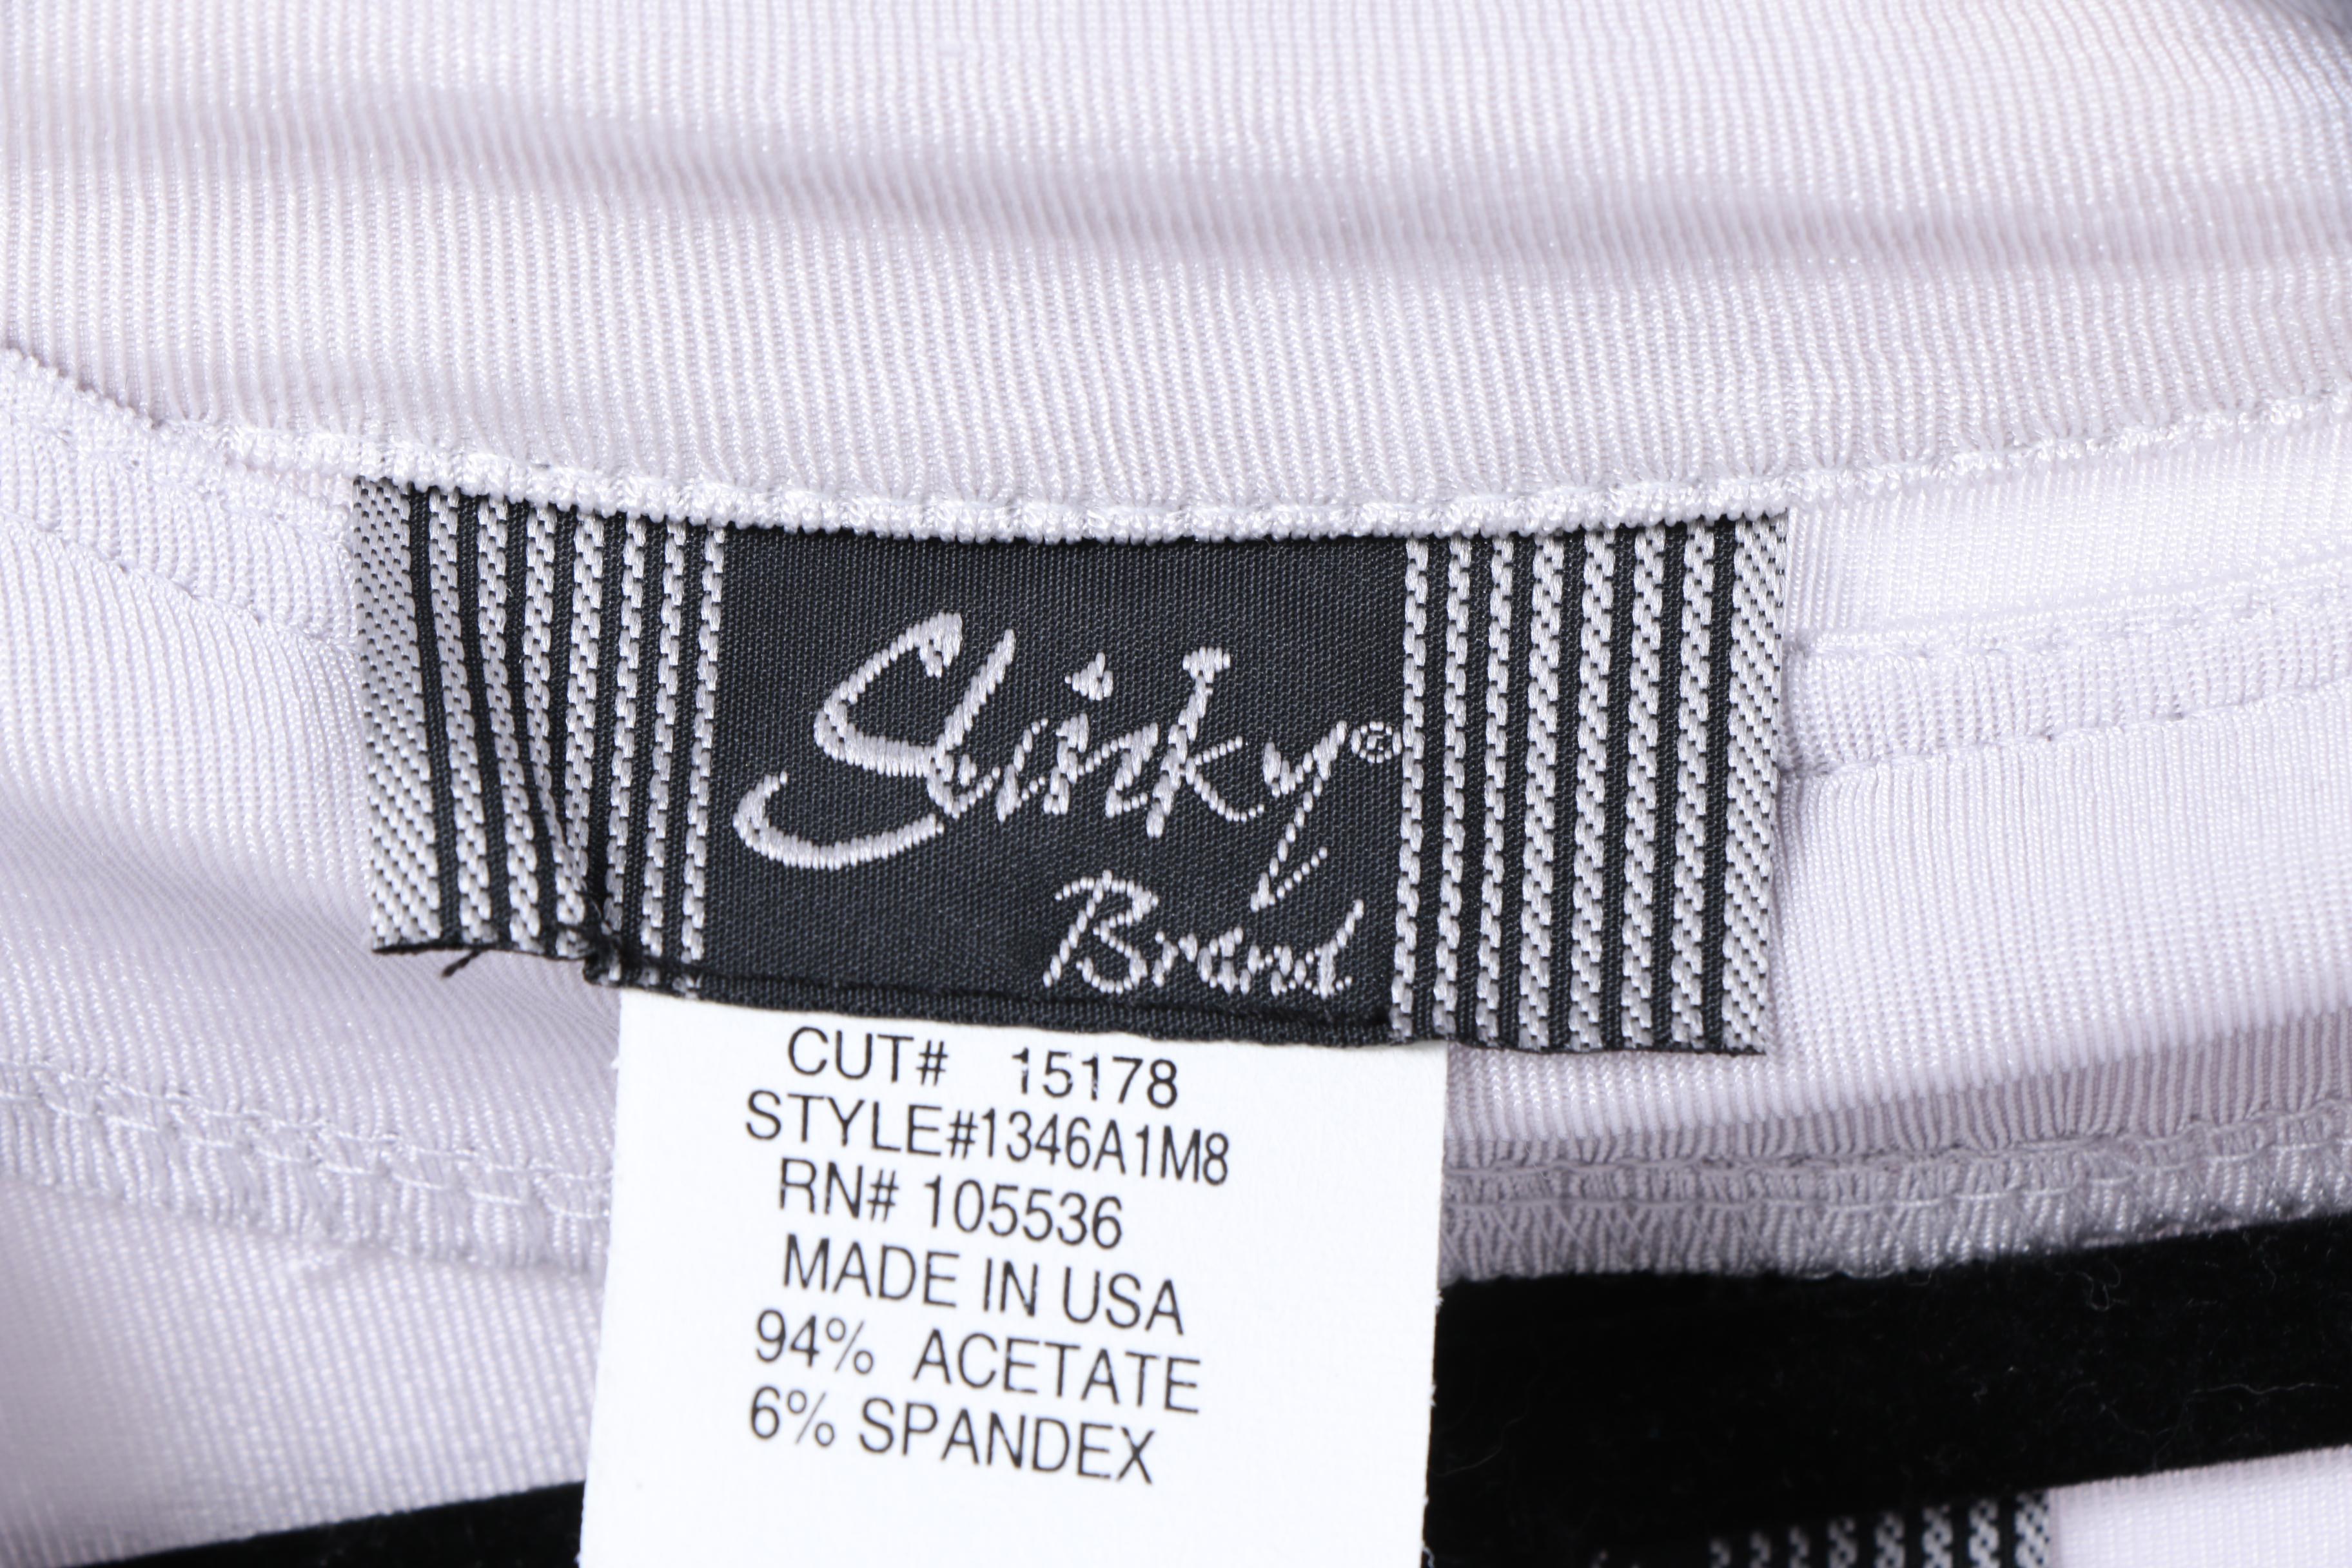 Slinky®
Brand
CUT# 15178
STYLE#1346A1M8
RN# 105536
MADE IN USA
94% ACETATE
6% SPANDEX